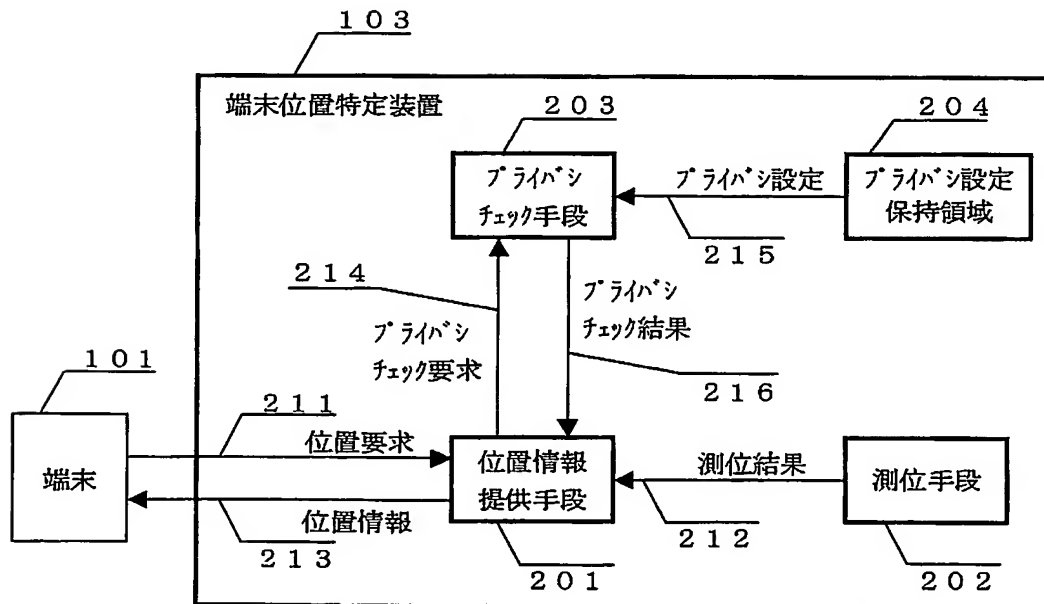 １０３
端末位置特定装置
２０３
２０４
プライバシ
チェック手段
プライバシ設定
プライバシ設定
保持領域
２１５
２１４
プライバシ
チェック要求
プライバシ
チェック結果
２１６
１０１
端末
２１１
位置要求
位置情報
２１３
位置情報
提供手段
２０１
測位結果
２１２
測位手段
２０２